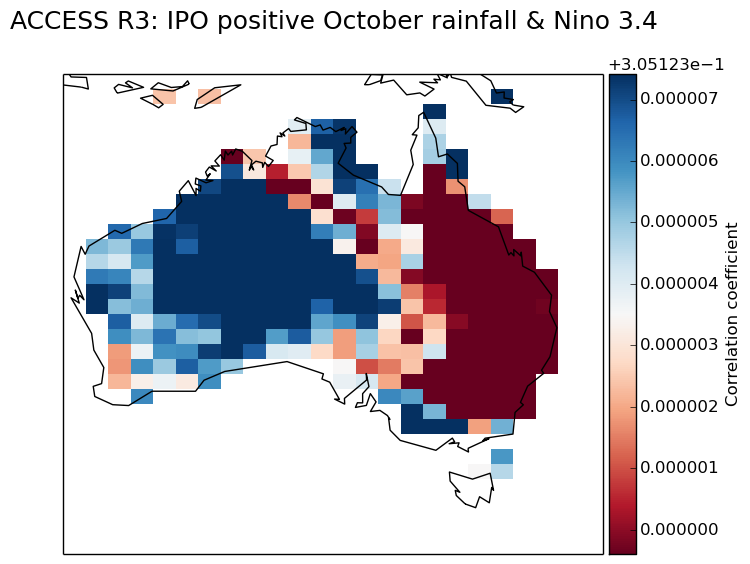 ACCESS R3: IPO positive October rainfall & Nino 3.4
+3.05123e−1
0.000007
0.000006
0.000005
0.000004
0.000003
0.000002
0.000001
0.000000
Correlation coefficient